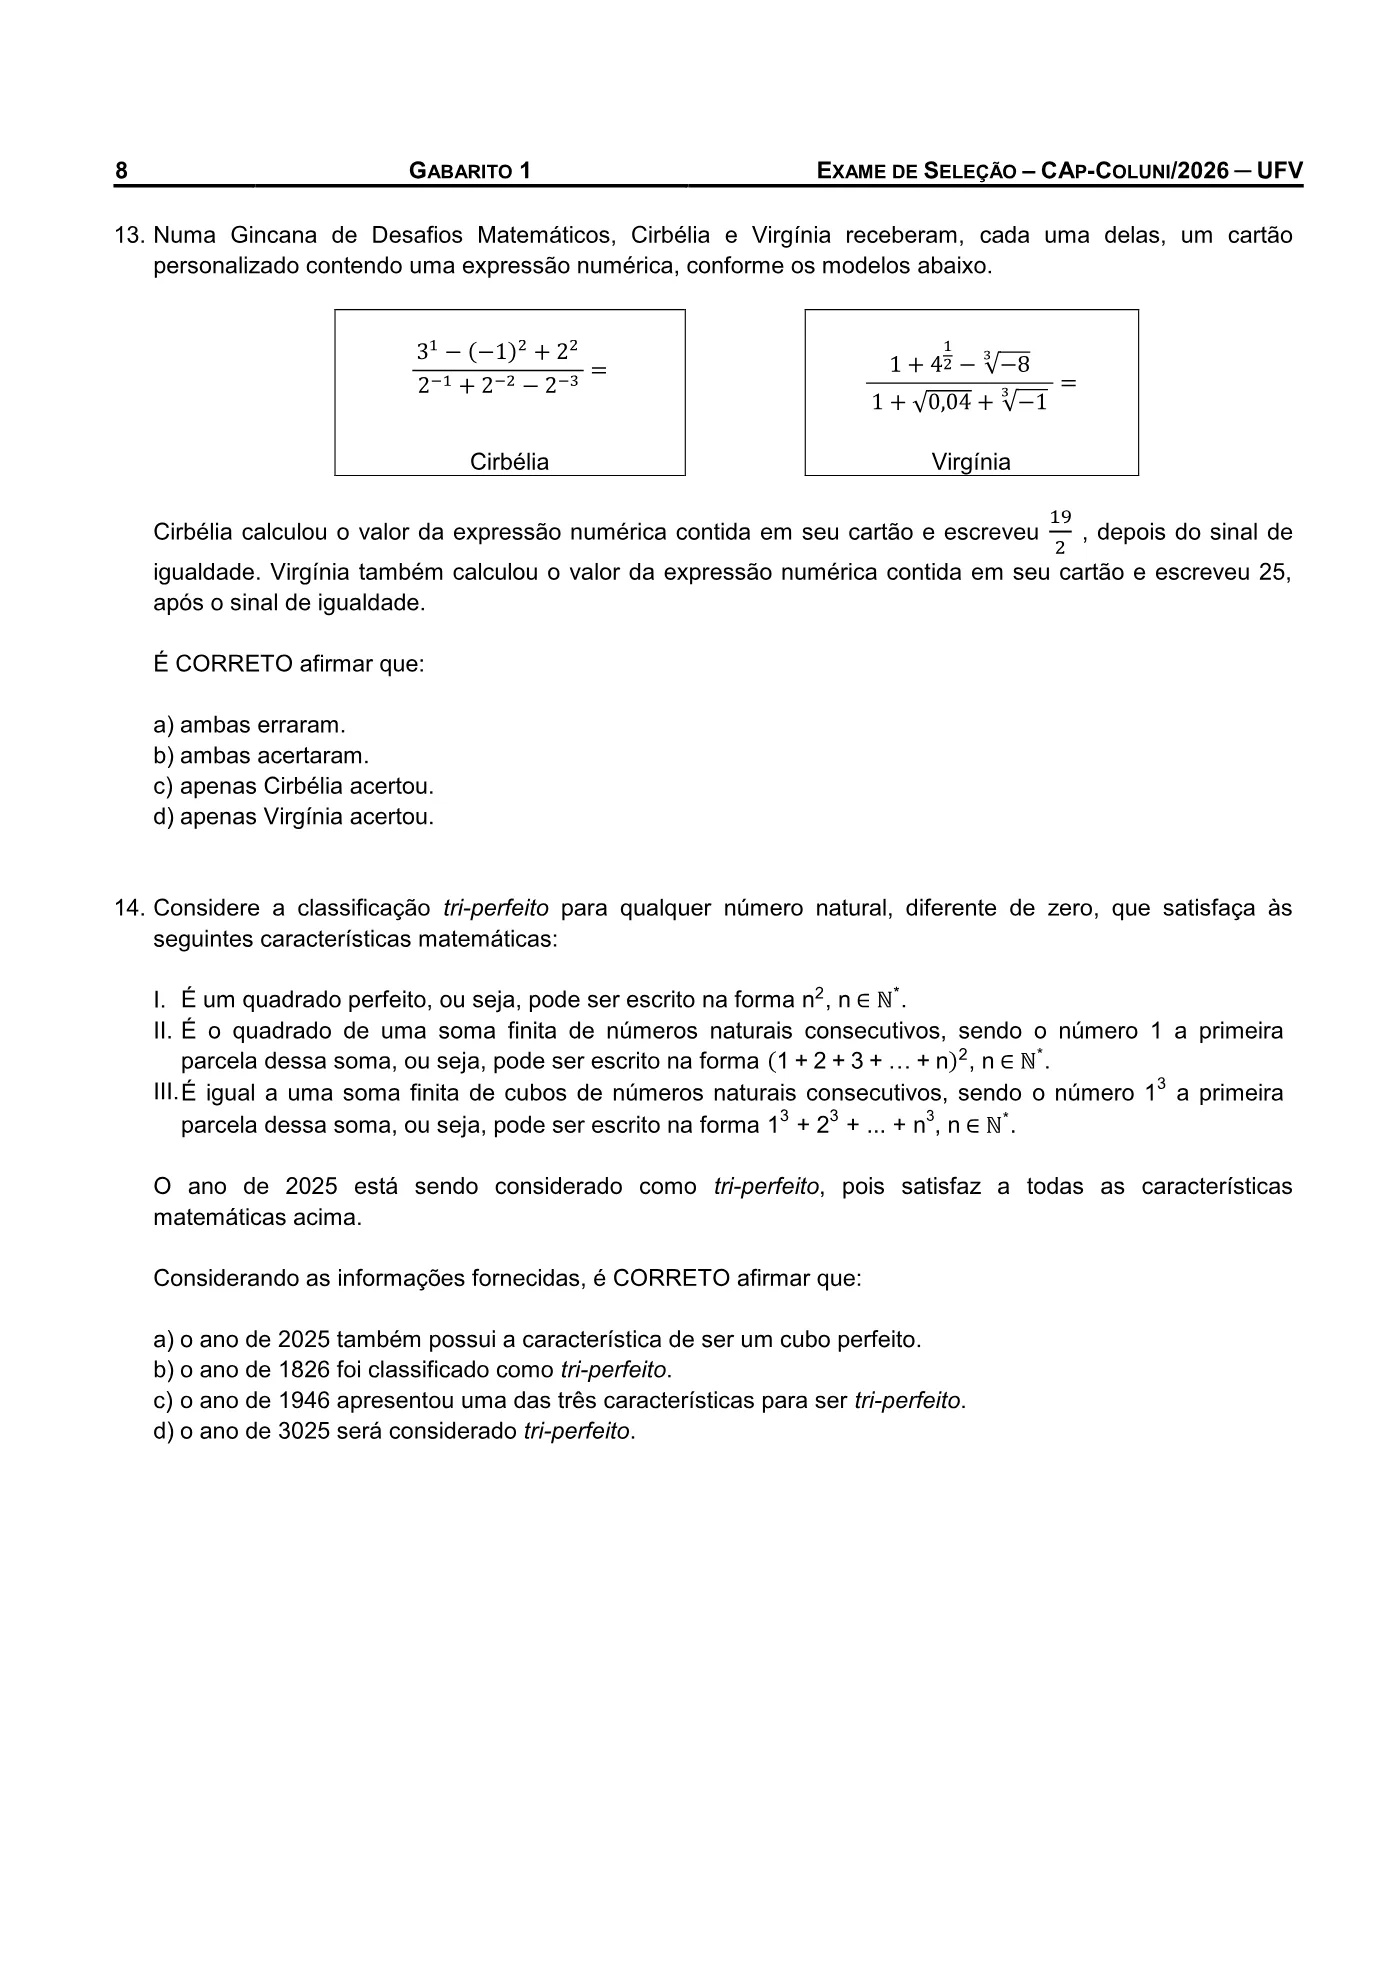 8 GABARITO 1 EXAME DE SELEÇÃO – CAP-COLUNI/2026 — UFV
13. Numa Gincana de Desafios Matemáticos, Cirbélia e Virgínia receberam, cada uma delas, um cartão
personalizado contendo uma expressão numérica, conforme os modelos abaixo.
3¹ − (−1)² + 2²
2⁻¹ + 2⁻² − 2⁻³ =
Cirbélia
1 + 4^(1/2) − ∛−8
1 + √0,04 + ∛−1 =
Virgínia
Cirbélia calculou o valor da expressão numérica contida em seu cartão e escreveu 19/2 , depois do sinal de
igualdade. Virgínia também calculou o valor da expressão numérica contida em seu cartão e escreveu 25,
após o sinal de igualdade.
É CORRETO afirmar que:
a) ambas erraram.
b) ambas acertaram.
c) apenas Cirbélia acertou.
d) apenas Virgínia acertou.
14. Considere a classificação tri-perfeito para qualquer número natural, diferente de zero, que satisfaça às
seguintes características matemáticas:
I. É um quadrado perfeito, ou seja, pode ser escrito na forma n², n ∈ ℕ*.
II. É o quadrado de uma soma finita de números naturais consecutivos, sendo o número 1 a primeira
parcela dessa soma, ou seja, pode ser escrito na forma (1 + 2 + 3 + … + n)², n ∈ ℕ*.
III. É igual a uma soma finita de cubos de números naturais consecutivos, sendo o número 1³ a primeira
parcela dessa soma, ou seja, pode ser escrito na forma 1³ + 2³ + ... + n³, n ∈ ℕ*.
O ano de 2025 está sendo considerado como tri-perfeito, pois satisfaz a todas as características
matemáticas acima.
Considerando as informações fornecidas, é CORRETO afirmar que:
a) o ano de 2025 também possui a característica de ser um cubo perfeito.
b) o ano de 1826 foi classificado como tri-perfeito.
c) o ano de 1946 apresentou uma das três características para ser tri-perfeito.
d) o ano de 3025 será considerado tri-perfeito.